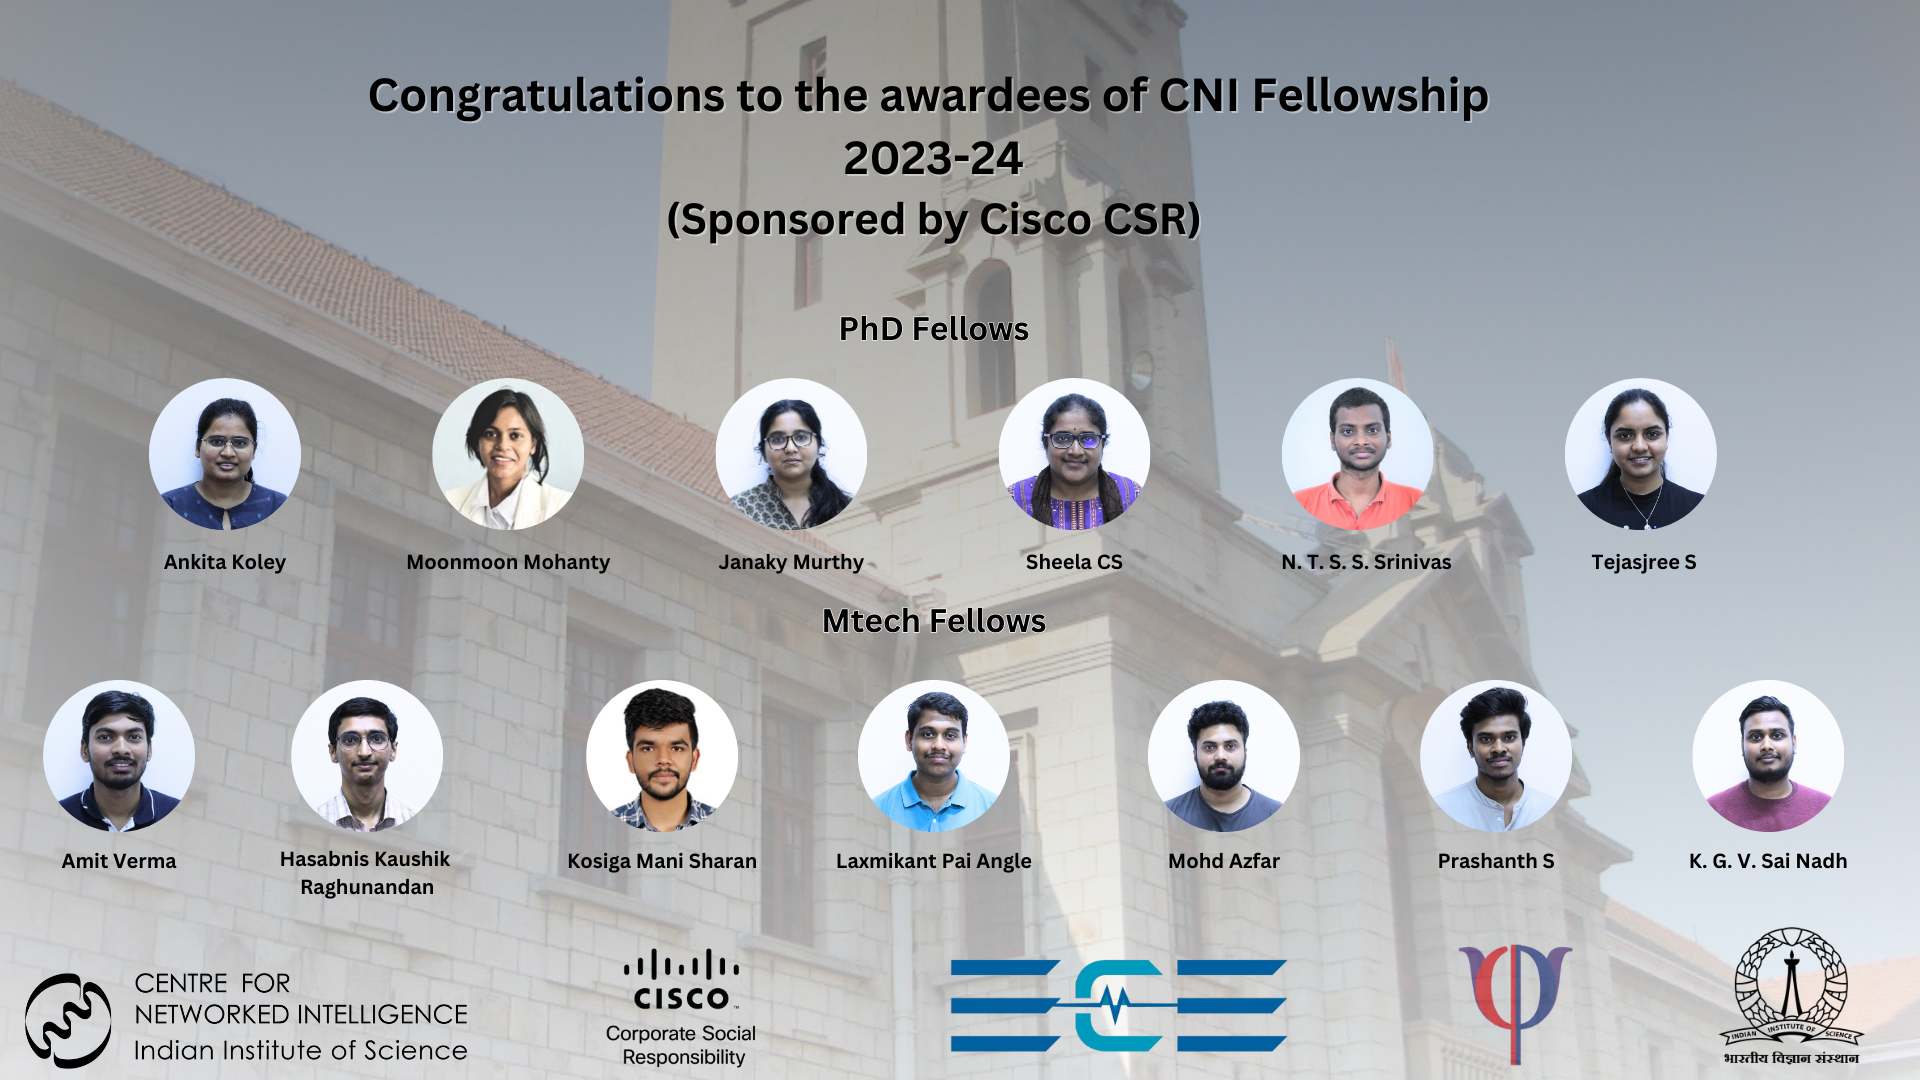 Congratulations to the awardees of CNI Fellowship
2023-24
(Sponsored by Cisco CSR)
PhD Fellows
Ankita Koley
Moonmoon Mohanty
Janaky Murthy
Sheela CS
N. T. S. S. Srinivas
Tejasjree S
Mtech Fellows
Amit Verma
Hasabnis Kaushik
Raghunandan
Kosiga Mani Sharan
Laxmikant Pai Angle
Mohd Azfar
Prashanth S
K. G. V. Sai Nadh
CENTRE FOR
NETWORKED INTELLIGENCE
Indian Institute of Science
CISCO
Corporate Social
Responsibility
ECE
INDIAN INSTITUTE OF SCIENCE
भारतीय विज्ञान संस्थान